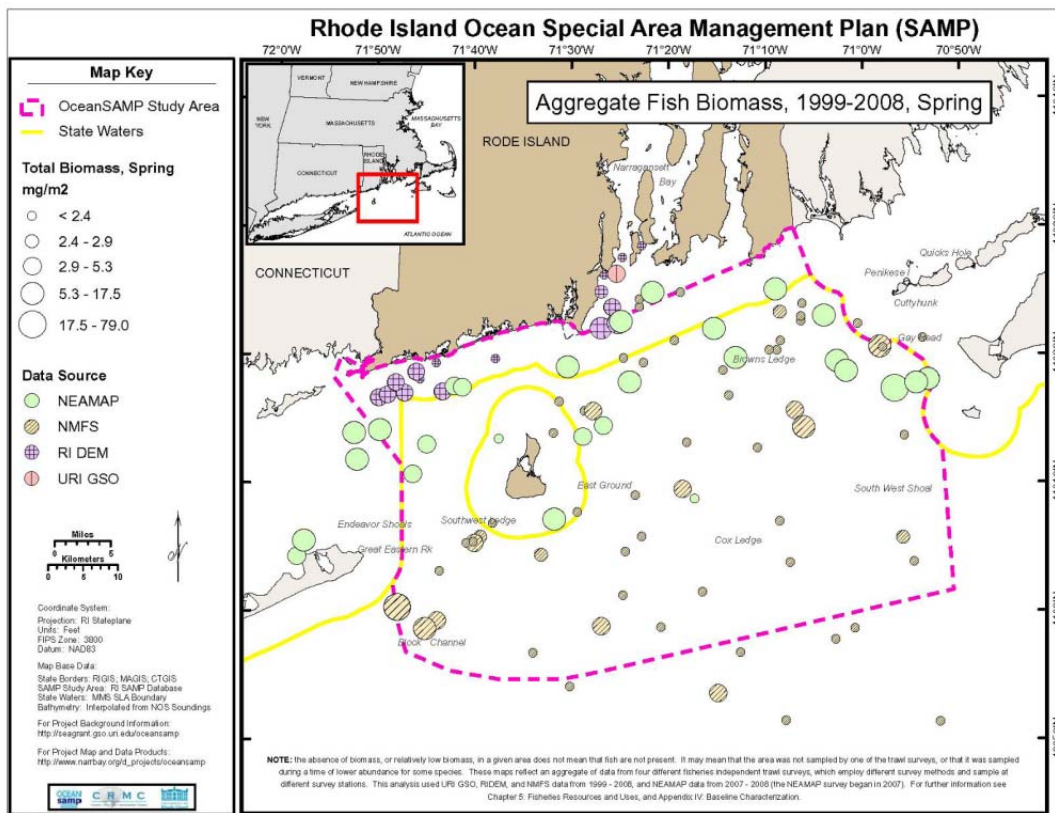 Rhode Island Ocean Special Area Management Plan (SAMP)
72°0'W 71°50'W 71°40'W 71°30'W 71°20'W 71°10'W 71°0'W 70°50'W
Map Key
OceanSAMP Study Area
State Waters
Total Biomass, Spring
mg/m2
< 2.4
2.4 - 2.9
2.9 - 5.3
5.3 - 17.5
17.5 - 79.0
Data Source
NEAMAP
NMFS
RI DEM
URI GSO
Miles
0 5
Kilometers
0 5 10
N
Coordinate System:
Projection: RI Stateplane
Units: Feet
FIPS Zone: 3800
Datum: NAD83
Map Base Data:
State Borders: RIGIS; MAGIS; CTGIS
SAMP Study Area: RI SAMP Database
State Waters: MMS SLA Boundary
Bathymetry: Interpolated from NOS Soundings
For Project Background Information:
http://seagrant.gso.uri.edu/oceansamp
For Project Map and Data Products:
http://www.narrbay.org/d_projects/oceansamp
OCEAN
samp
C R M C
VERMONT
NEW HAMPSHIRE
NEW
YORK
MASSACHUSETTS
MASSACHUSETTS
BAY
CONNECTICUT
RHODE
ISLAND
ATLANTIC OCEAN
Aggregate Fish Biomass, 1999-2008, Spring
RODE ISLAND
Narragansett
Bay
CONNECTICUT
Quicks Hole
Penikese I
Cuttyhunk
Gay Head
Browns Ledge
East Ground
South West Shoal
Endeavor Shoals
Southwest Ledge
Great Eastern Rk
Cox Ledge
Block Channel
NOTE: the absence of biomass, or relatively low biomass, in a given area does not mean that fish are not present. It may mean that the area was not sampled by one of the trawl surveys, or that it was sampled
during a time of lower abundance for some species. These maps reflect an aggregate of data from four different fisheries independent trawl surveys, which employ different survey methods and sample at
different survey stations. This analysis used URI GSO, RIDEM, and NMFS data from 1999 - 2008, and NEAMAP data from 2007 - 2008 (the NEAMAP survey began in 2007). For further information see
Chapter 5: Fisheries Resources and Uses, and Appendix IV: Baseline Characterization.